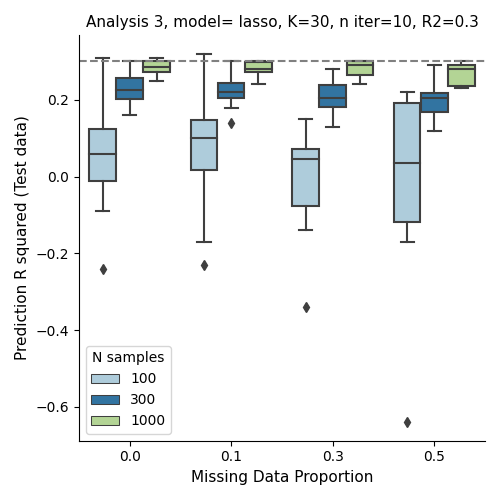 Analysis 3, model= lasso, K=30, n iter=10, R2=0.3
Prediction R squared (Test data)
0.2
0.0
−0.2
−0.4
−0.6
N samples
100
300
1000
0.0 0.1 0.3 0.5
Missing Data Proportion